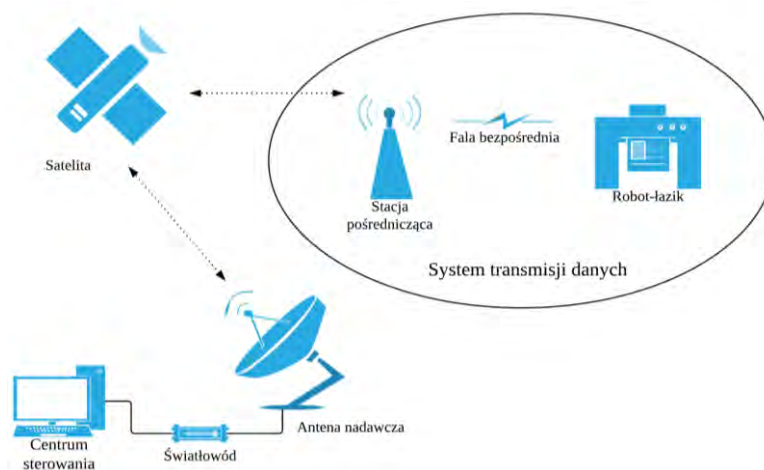 Satelita
Stacja
pośrednicząca
Fala bezpośrednia
Robot-łazik
System transmisji danych
Centrum
sterowania
Światłowód
Antena nadawcza